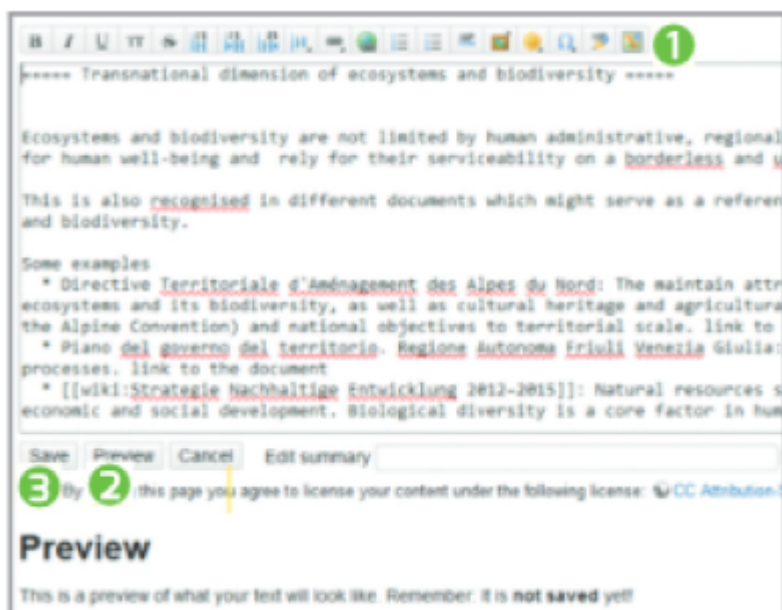 B I U TT S 1
===== Transnational dimension of ecosystems and biodiversity =====
Ecosystems and biodiversity are not limited by human administrative, regional
for human well-being and rely for their serviceability on a borderless and
This is also recognised in different documents which might serve as a referen
and biodiversity.
Some examples
* Directive Territoriale d'Aménagement des Alpes du Nord: The maintain attr
ecosystems and its biodiversity, as well as cultural heritage and agricultur
the Alpine Convention) and national objectives to territorial scale. link to
* Piano del governo del territorio. Regione Autonoma Friuli Venezia Giulia:
processes. link to the document
* [[wiki:Strategie Nachhaltige Entwicklung 2012-2015]]: Natural resources s
economic and social development. Biological diversity is a core factor in hum
Save Preview Cancel Edit summary
3 By 2 this page you agree to license your content under the following license: CC Attribution-S
Preview
This is a preview of what your text will look like. Remember: It is not saved yet!